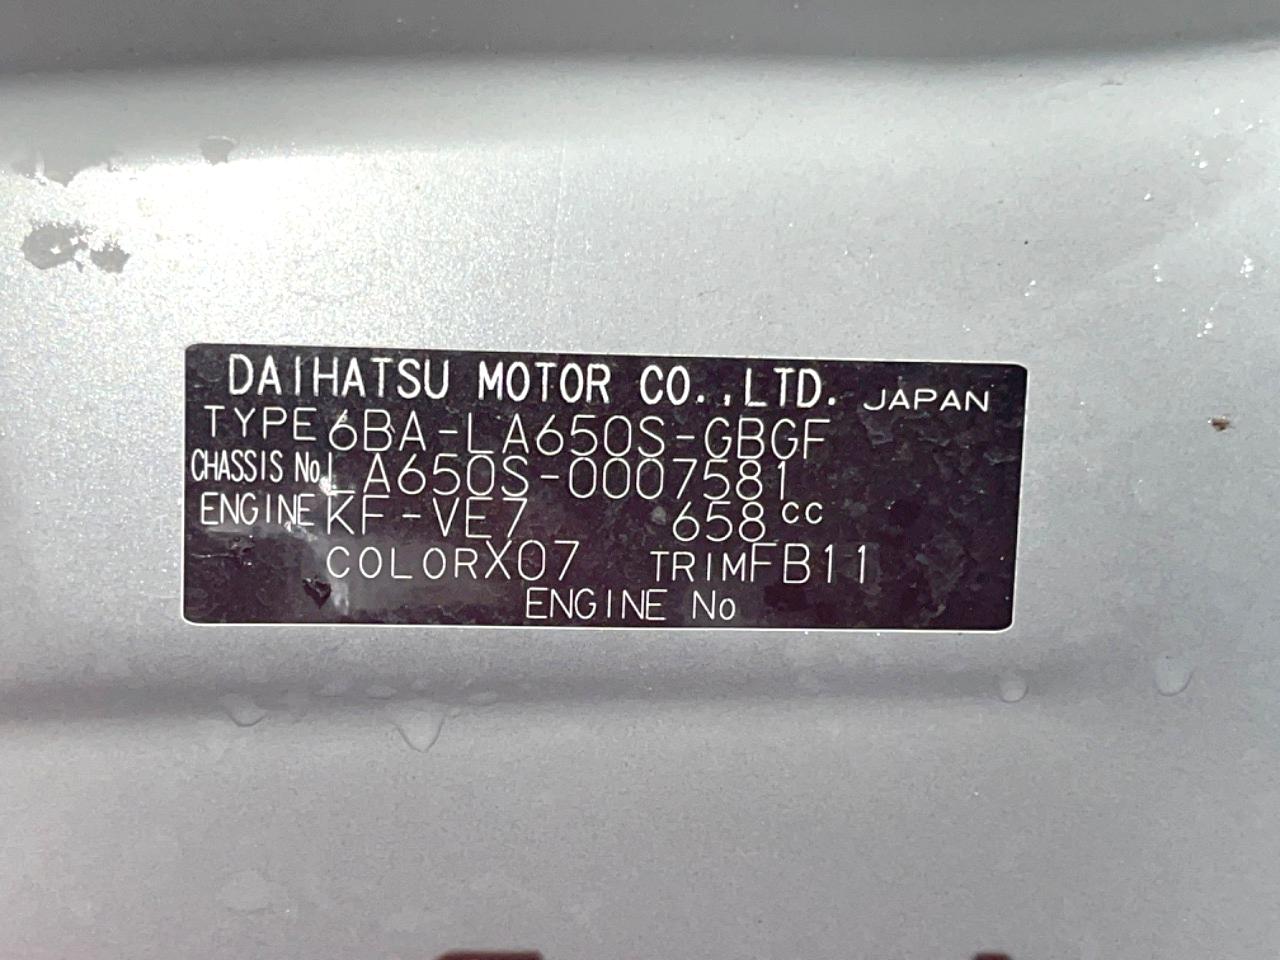 DAIHATSU MOTOR CO.,LTD. JAPAN
TYPE 6BA-LA650S-GBGF
CHASSIS No. LA650S-0007581
ENGINE KF-VE7 658 cc
COLOR X07 TRIM FB11
ENGINE No